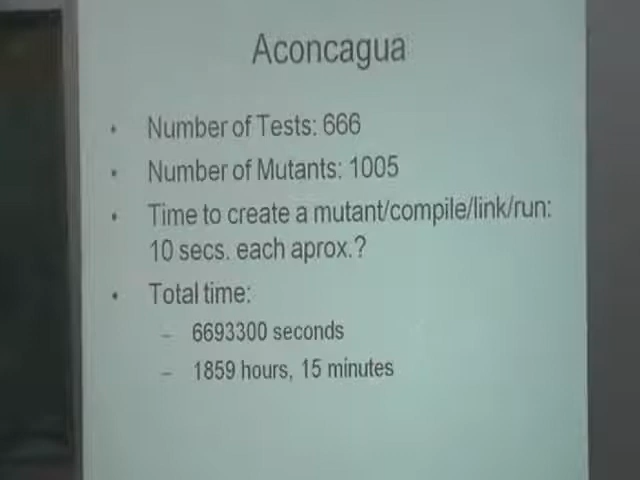 Aconcagua
• Number of Tests: 666
• Number of Mutants: 1005
• Time to create a mutant/compile/link/run:
10 secs. each aprox.?
• Total time:
– 6693300 seconds
– 1859 hours, 15 minutes